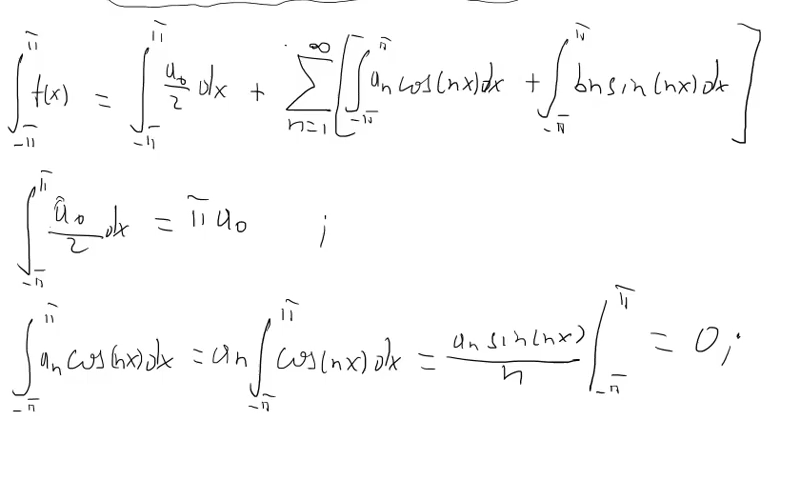 ∫_{-π}^{π} f(x) = ∫_{-π}^{π} a₀/2 dx + ∑_{n=1}^{∞} [∫_{-π}^{π} aₙ cos(nx)dx + ∫_{-π}^{π} bn sin(nx)dx]
∫_{-π}^{π} a₀/2 dx = π a₀ ;
∫_{-π}^{π} aₙ cos(nx)dx = an ∫_{-π}^{π} cos(nx)dx = aₙ sin(nx)/n |_{-π}^{π} = 0;